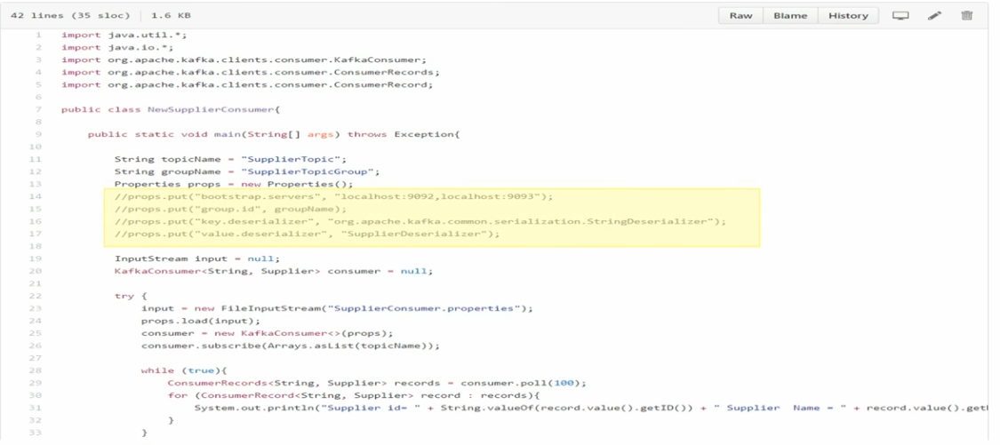 42 lines (35 sloc) 1.6 KB Raw Blame History
1 import java.util.*;
2 import java.io.*;
3 import org.apache.kafka.clients.consumer.KafkaConsumer;
4 import org.apache.kafka.clients.consumer.ConsumerRecords;
5 import org.apache.kafka.clients.consumer.ConsumerRecord;
6
7 public class NewSupplierConsumer{
8
9 public static void main(String[] args) throws Exception{
10
11 String topicName = "SupplierTopic";
12 String groupName = "SupplierTopicGroup";
13 Properties props = new Properties();
14 //props.put("bootstrap.servers", "localhost:9092,localhost:9093");
15 //props.put("group.id", groupName);
16 //props.put("key.deserializer", "org.apache.kafka.common.serialization.StringDeserializer");
17 //props.put("value.deserializer", "SupplierDeserializer");
18
19 InputStream input = null;
20 KafkaConsumer<String, Supplier> consumer = null;
21
22 try {
23 input = new FileInputStream("SupplierConsumer.properties");
24 props.load(input);
25 consumer = new KafkaConsumer<>(props);
26 consumer.subscribe(Arrays.asList(topicName));
27
28 while (true){
29 ConsumerRecords<String, Supplier> records = consumer.poll(100);
30 for (ConsumerRecord<String, Supplier> record : records){
31 System.out.println("Supplier id= " + String.valueOf(record.value().getID()) + " Supplier  Name = " + record.value().get
32 }
33 }